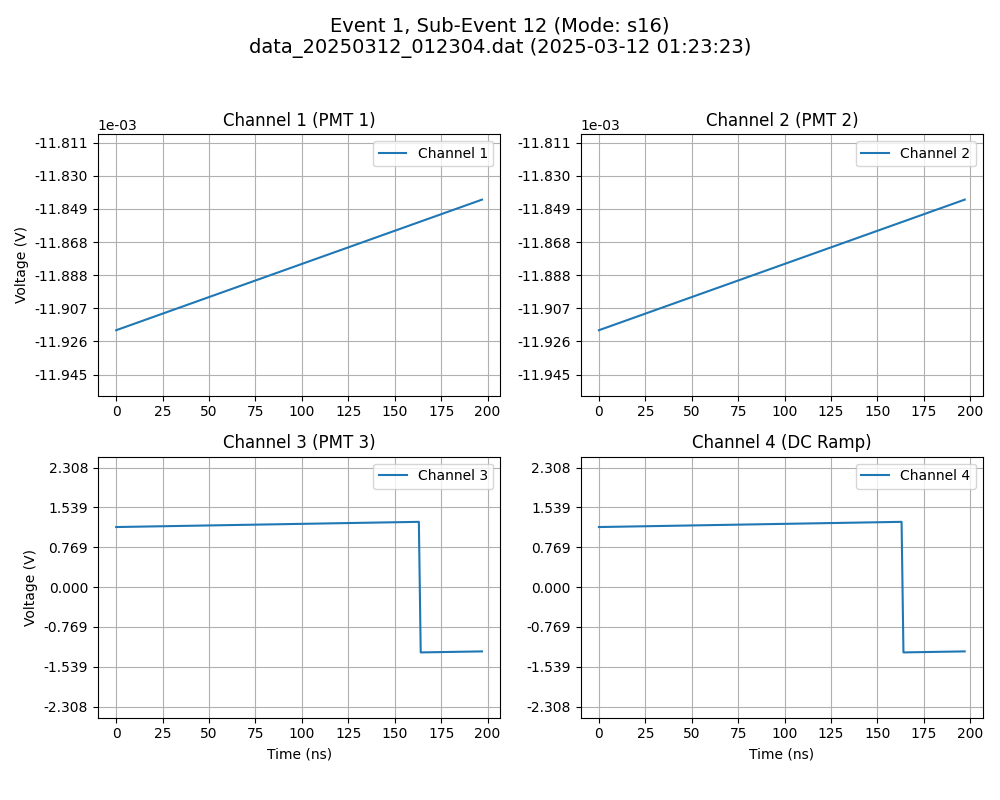 Event 1, Sub-Event 12 (Mode: s16)
data_20250312_012304.dat (2025-03-12 01:23:23)
Channel 1 (PMT 1)
1e-03
Channel 1
-11.811
-11.830
-11.849
-11.868
-11.888
-11.907
-11.926
-11.945
Voltage (V)
0 25 50 75 100 125 150 175 200
Channel 2 (PMT 2)
1e-03
Channel 2
-11.811
-11.830
-11.849
-11.868
-11.888
-11.907
-11.926
-11.945
0 25 50 75 100 125 150 175 200
Channel 3 (PMT 3)
Channel 3
2.308
1.539
0.769
0.000
-0.769
-1.539
-2.308
Voltage (V)
0 25 50 75 100 125 150 175 200
Time (ns)
Channel 4 (DC Ramp)
Channel 4
2.308
1.539
0.769
0.000
-0.769
-1.539
-2.308
0 25 50 75 100 125 150 175 200
Time (ns)